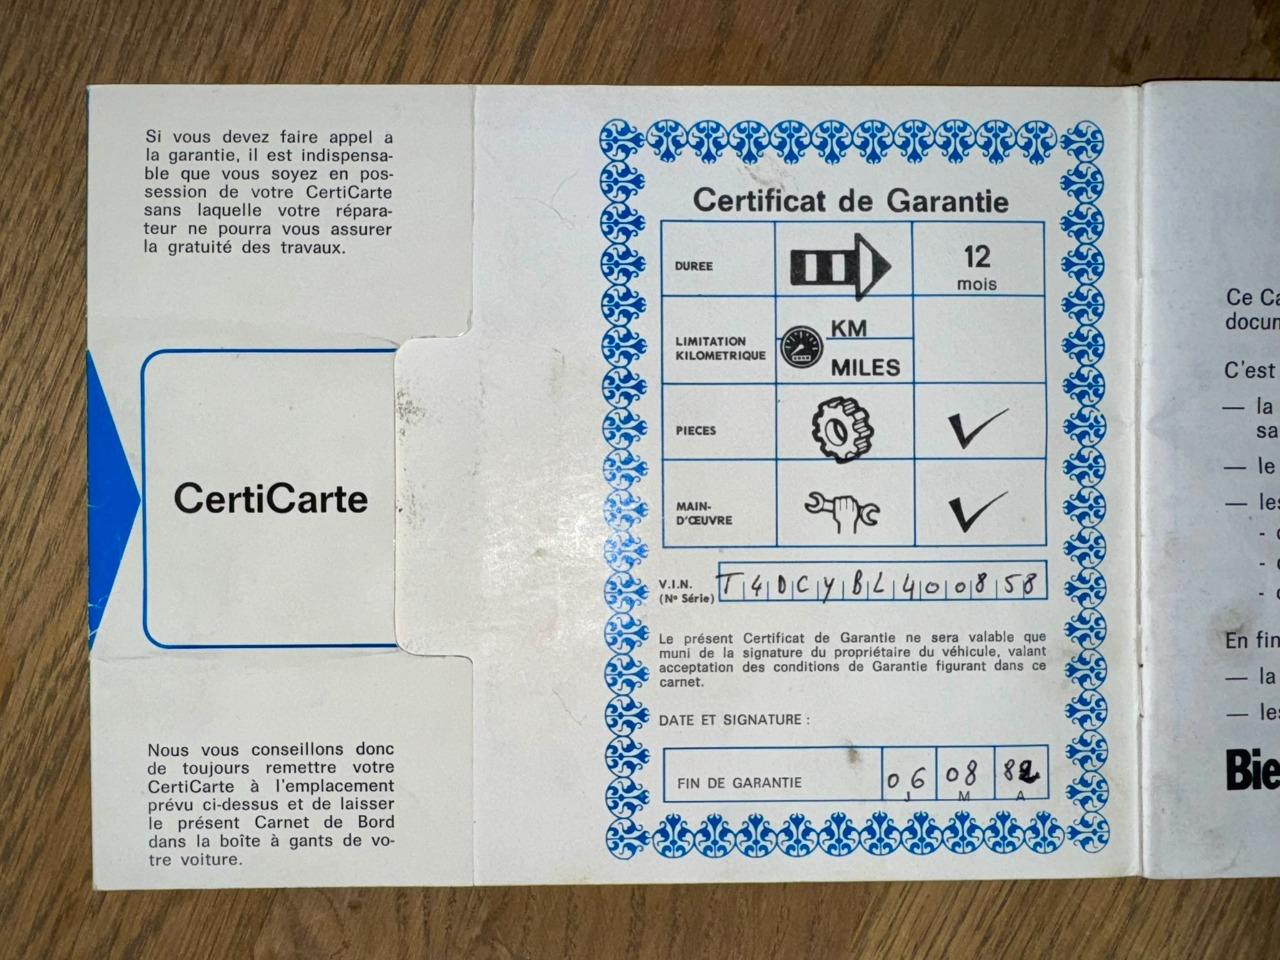 Si vous devez faire appel a
la garantie, il est indispensa-
ble que vous soyez en pos-
session de votre CertiCarte
sans laquelle votre répara-
teur ne pourra vous assurer
la gratuité des travaux.
CertiCarte
Nous vous conseillons donc
de toujours remettre votre
CertiCarte à l'emplacement
prévu ci-dessus et de laisser
le présent Carnet de Bord
dans la boîte à gants de vo-
tre voiture.
Certificat de Garantie
DUREE
12
mois
LIMITATION
KILOMETRIQUE
KM
MILES
PIECES
MAIN-
D'ŒUVRE
V.I.N.
(Nº Série)
T4DCYBL400858
Le présent Certificat de Garantie ne sera valable que
muni de la signature du propriétaire du véhicule, valant
acceptation des conditions de Garantie figurant dans ce
carnet.
DATE ET SIGNATURE :
FIN DE GARANTIE 06 08 82
J M A
Ce Ca
docum
C'est
— la
sa
— le
— les
En fin
— la
— les
Bie